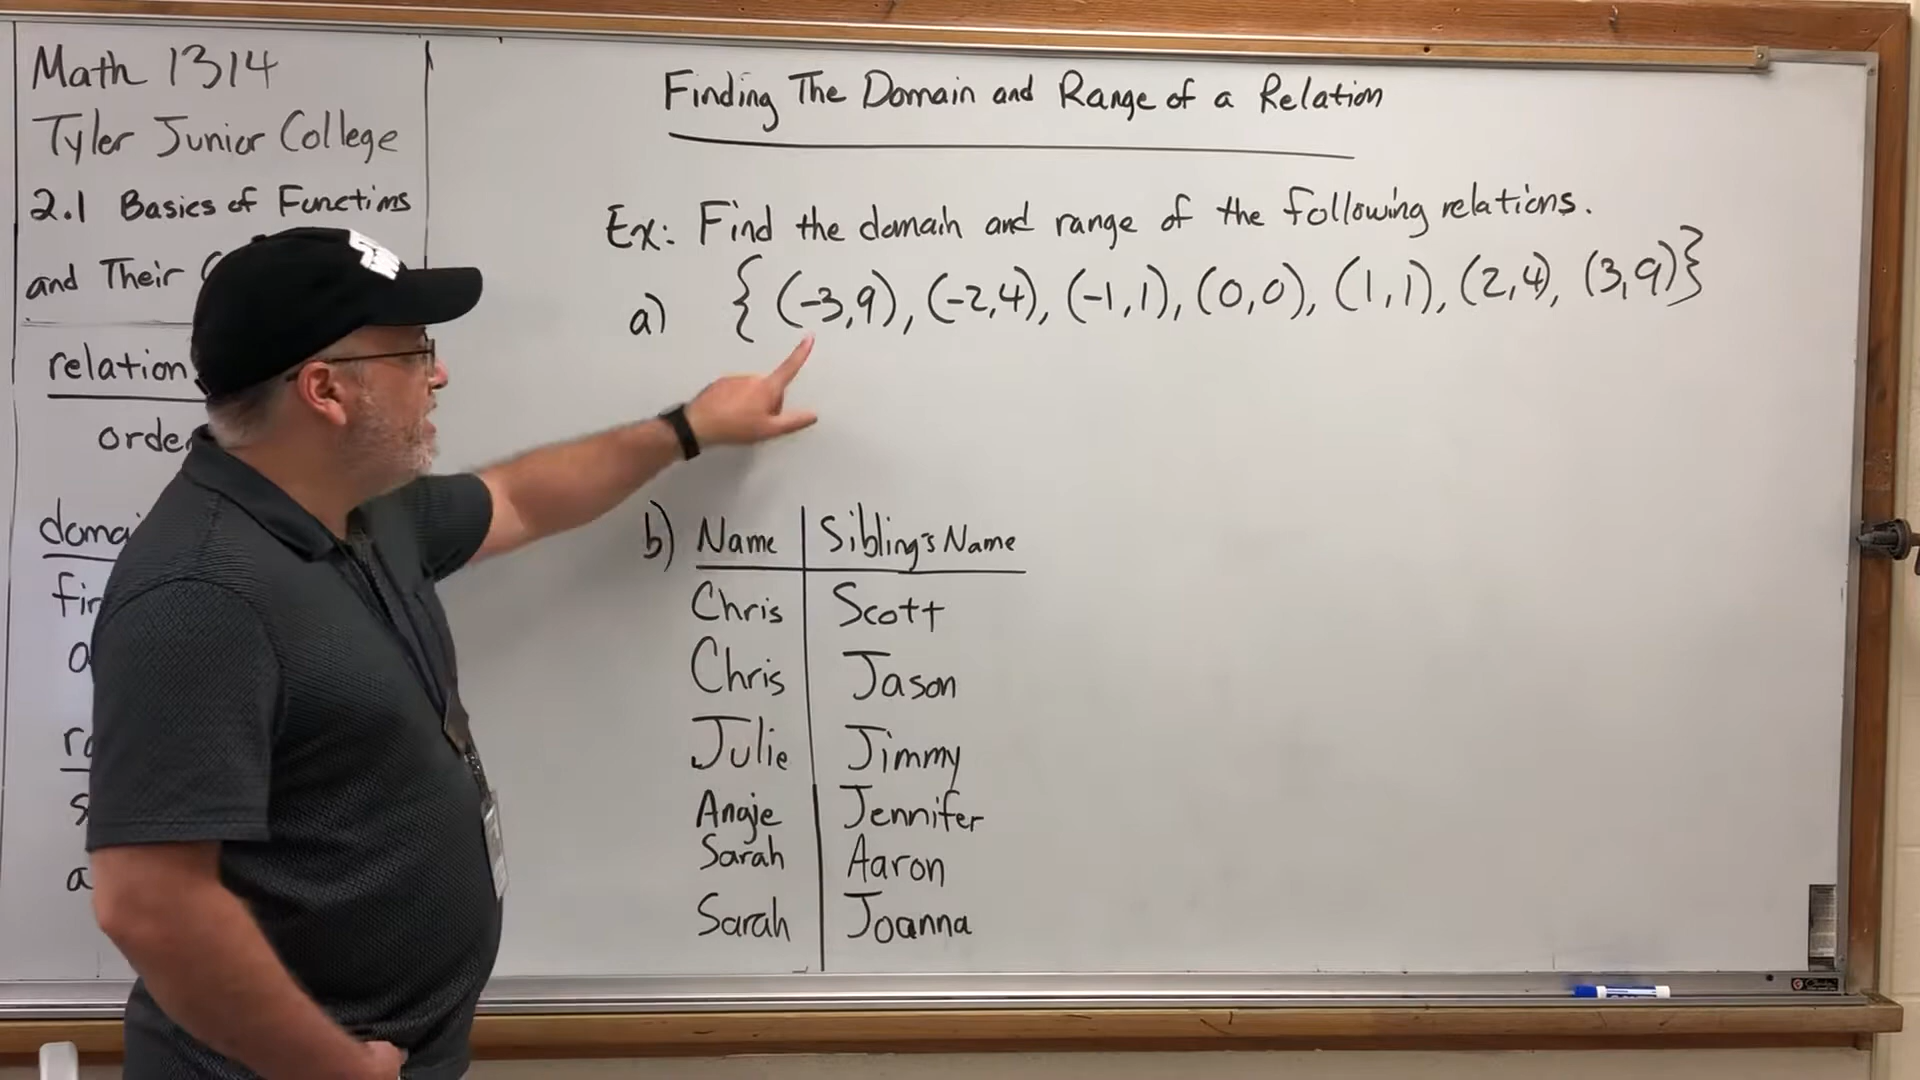 Math 1314
Tyler Junior College
2.1 Basics of Functions
and Their
relation
domai
Finding The Domain and Range of a Relation
Ex: Find the domain and range of the following relations.
a) { (-3,9), (-2,4), (-1,1), (0,0), (1,1), (2,4), (3,9)}
b) Name Sibling's Name
Chris Scott
Chris Jason
Julie Jimmy
Angie Jennifer
Sarah Aaron
Sarah Joanna